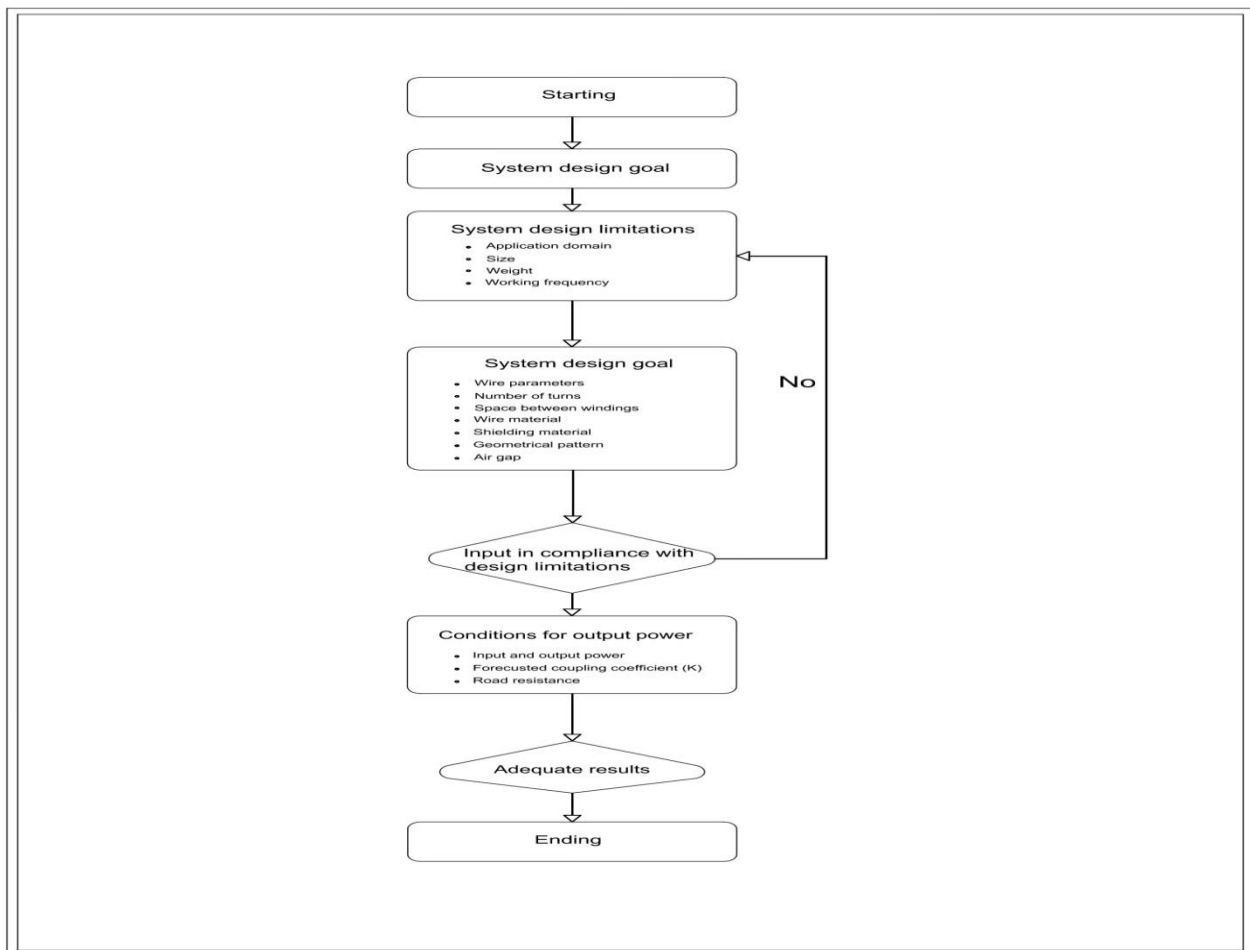 Starting
System design goal
System design limitations
• Application domain
• Size
• Weight
• Working frequency
System design goal
• Wire parameters
• Number of turns
• Space between windings
• Wire material
• Shielding material
• Geometrical pattern
• Air gap
No
Input in compliance with
design limitations
Conditions for output power
• Input and output power
• Forecusted coupling coefficient (K)
• Road resistance
Adequate results
Ending